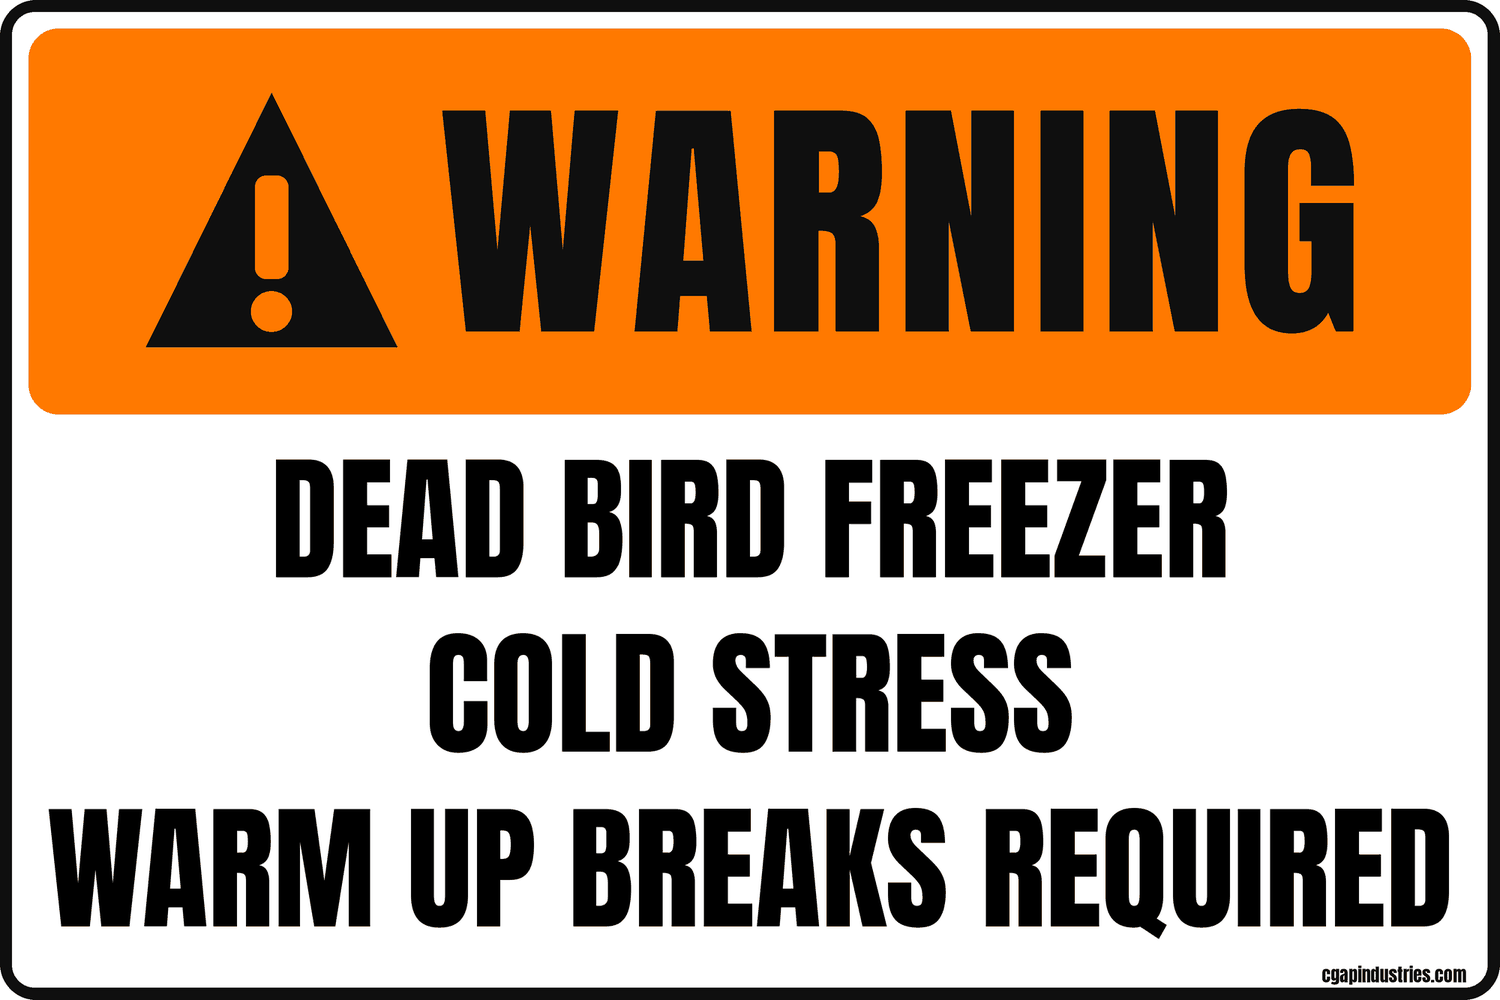 WARNING
DEAD BIRD FREEZER
COLD STRESS
WARM UP BREAKS REQUIRED
cgapindustries.com